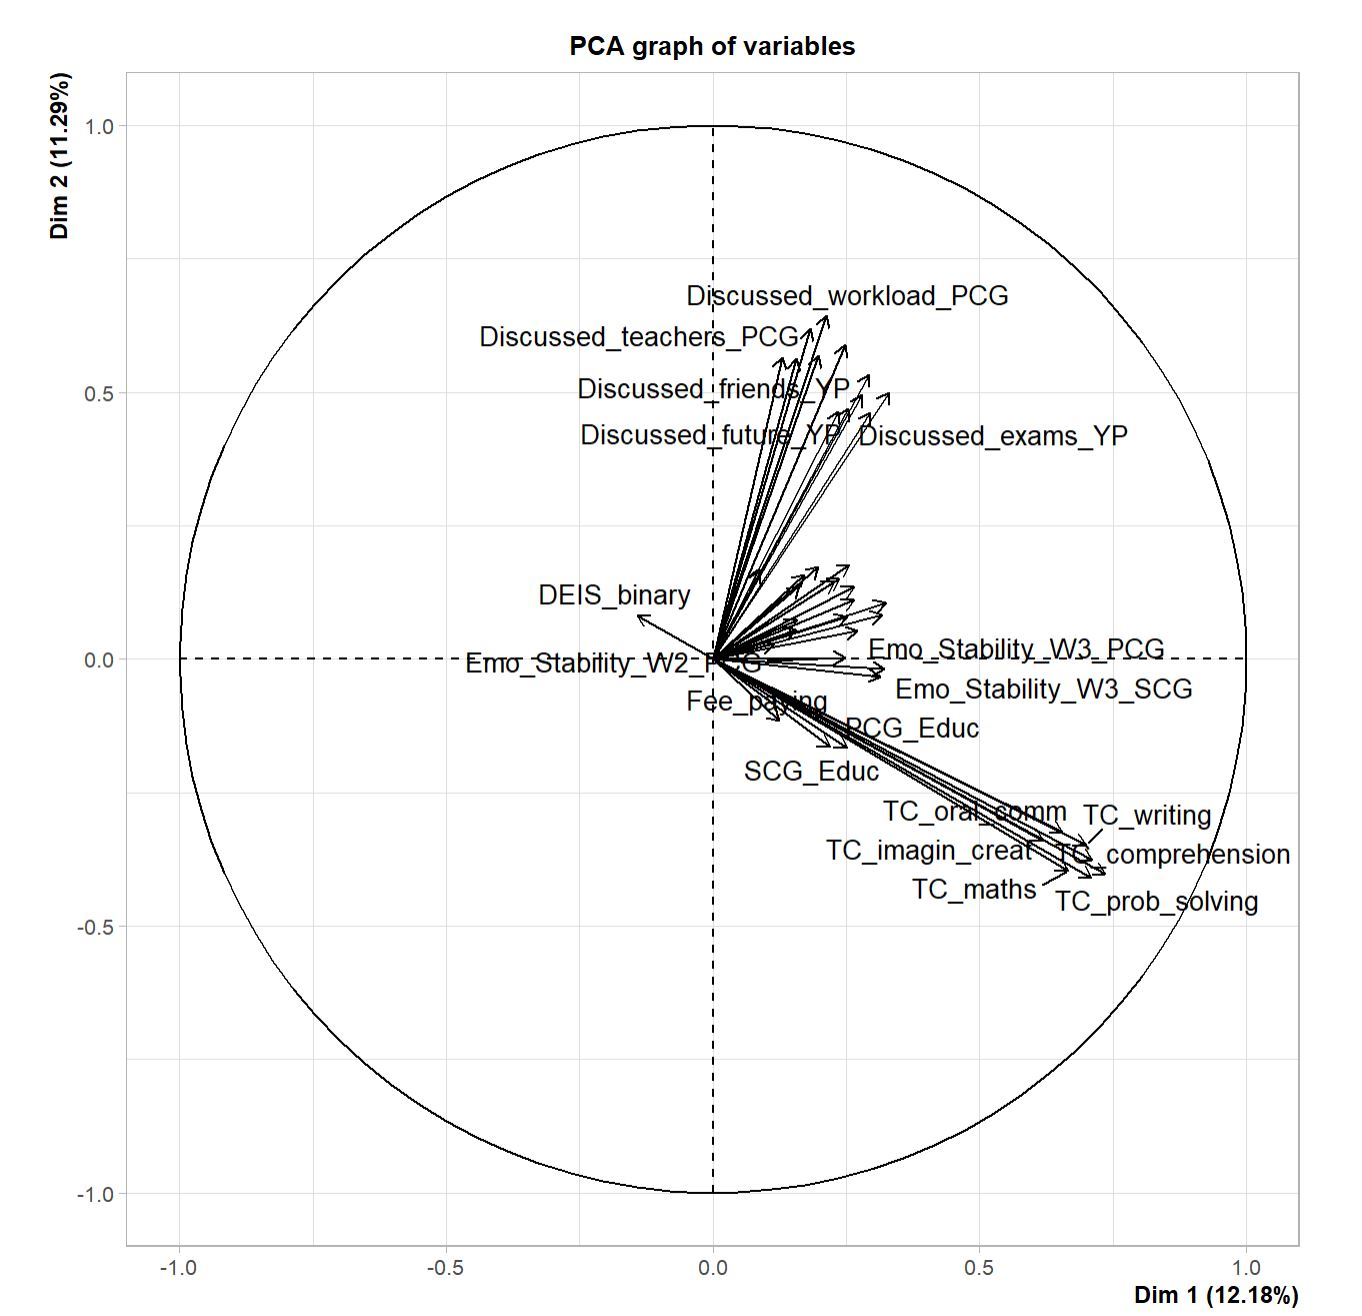 PCA graph of variables
Dim 2 (11.29%)
1.0
0.5
0.0
-0.5
-1.0
Discussed_workload_PCG
Discussed_teachers_PCG
Discussed_friends_YP
Discussed_future_YP
Discussed_exams_YP
DEIS_binary
Emo_Stability_W3_PCG
Emo_Stability_W2_PCG
Emo_Stability_W3_SCG
Fee_paying
PCG_Educ
SCG_Educ
TC_oral_comm
TC_writing
TC_imagin_creat
TC_comprehension
TC_maths
TC_prob_solving
-1.0
-0.5
0.0
0.5
1.0
Dim 1 (12.18%)